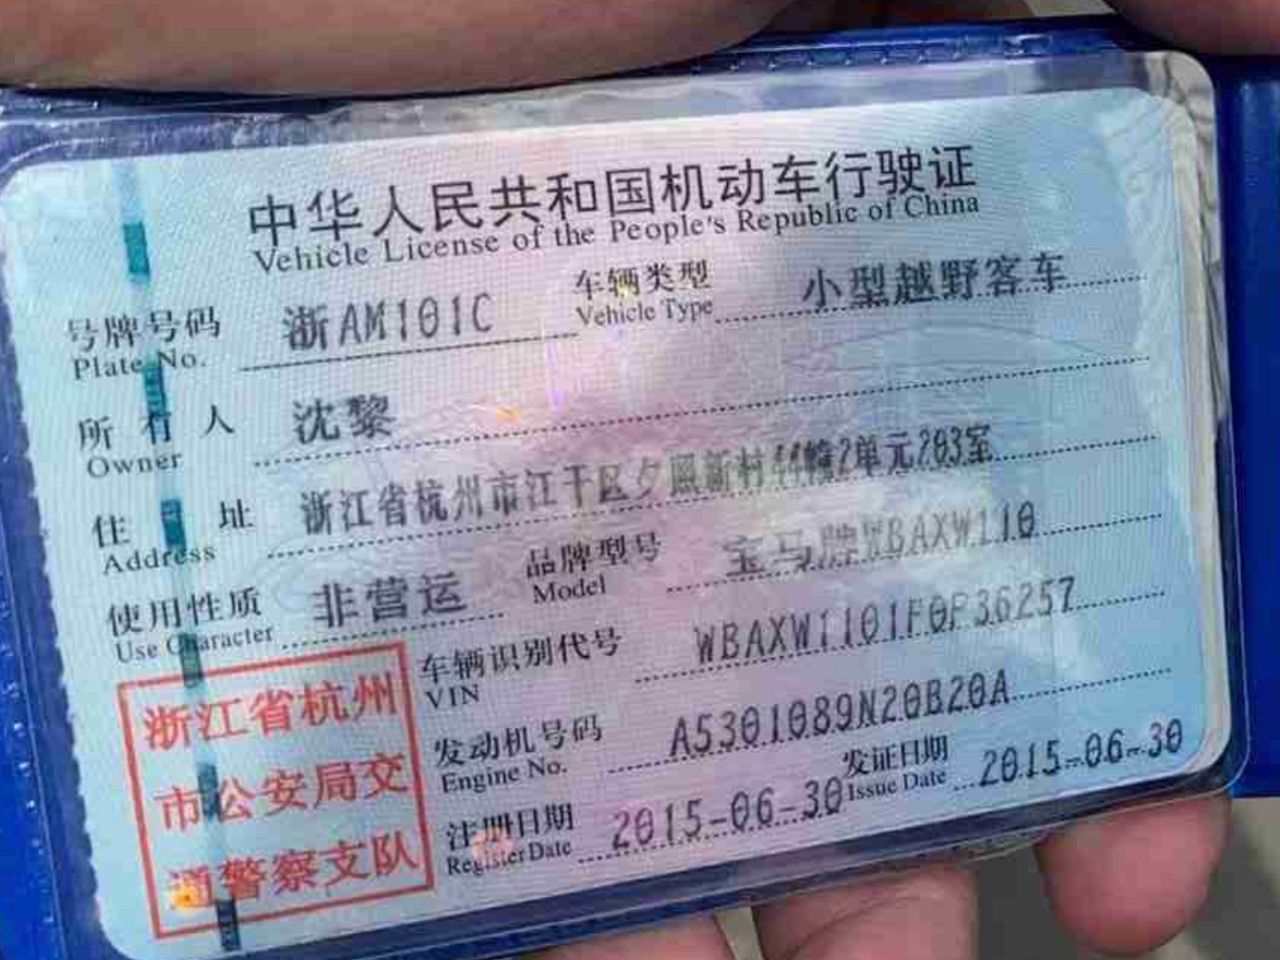 中华人民共和国机动车行驶证
Vehicle License of the People's Republic of China
号牌号码 浙AM101C 车辆类型 小型越野客车
Plate No. Vehicle Type
所有人 沈黎
Owner
住址 浙江省杭州市江干区夕照新村44幢2单元203室
Address
使用性质 非营运 品牌型号 宝马牌WBAXW110
Use Character Model
车辆识别代号 WBAXW1101F0P36257
VIN
发动机号码 A5301089N20B20A
Engine No.
注册日期 2015-06-30 发证日期 2015-06-30
Register Date Issue Date
浙江省杭州
市公安局交
通警察支队